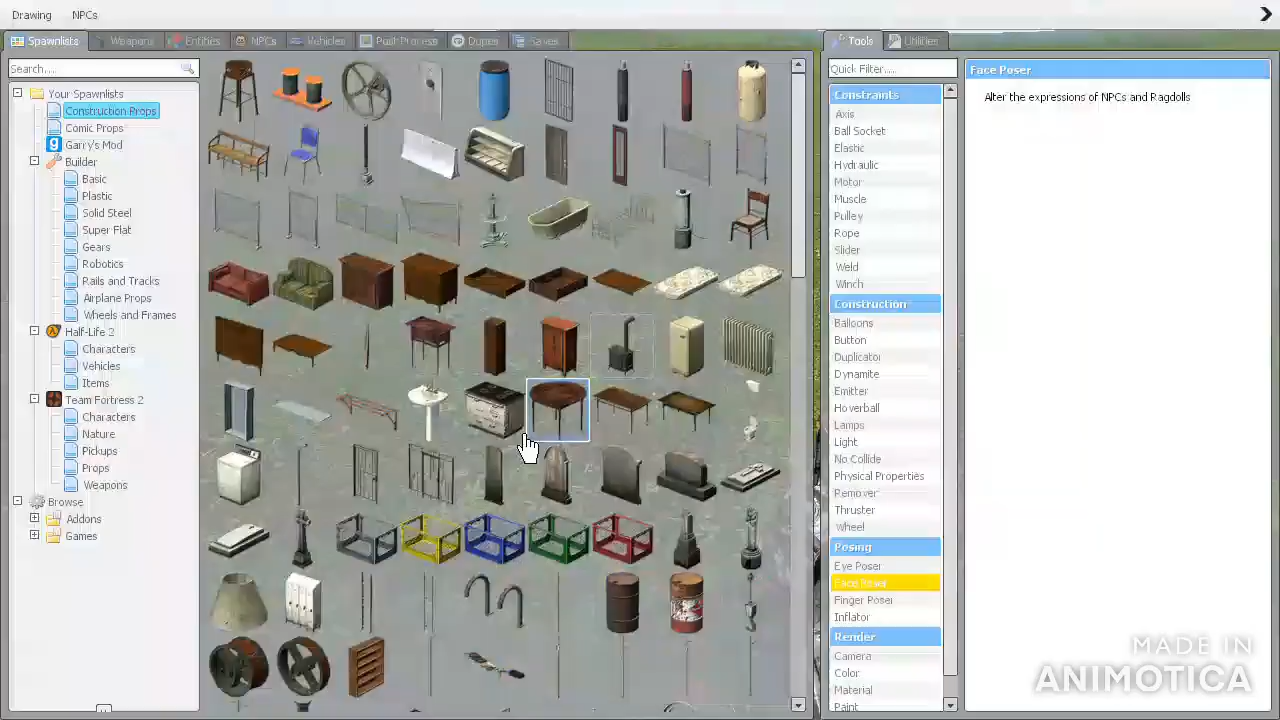 Drawing NPCs
Spawnlists Weapons Entities NPCs Vehicles Post Process Dupes Saves
Search.....
Your Spawnlists
Construction Props
Comic Props
Garry's Mod
Builder
Basic
Plastic
Solid Steel
Super Flat
Gears
Robotics
Rails and Tracks
Airplane Props
Wheels and Frames
Half-Life 3
Characters
Vehicles
Items
Team Fortress 2
Characters
Nature
Pickups
Props
Weapons
Browse
Addons
Games
Tools Utilities
Quick Filter.....
Constraints
Axis
Ball Socket
Elastic
Hydraulic
Motor
Muscle
Pulley
Rope
Slider
Weld
Winch
Construction
Balloons
Button
Duplicator
Dynamite
Emitter
Hoverball
Lamps
Light
No Collide
Physical Properties
Remover
Thruster
Wheel
Posing
Eye Poser
Face Poser
Finger Poser
Inflator
Render
Camera
Color
Material
Paint
Face Poser
Alter the expressions of NPCs and Ragdolls
MADE IN
ANIMOTICA